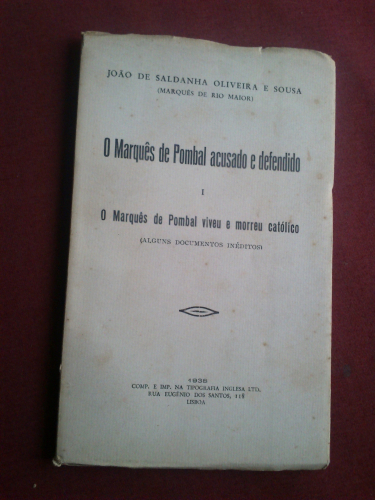 JOÃO DE SALDANHA OLIVEIRA E SOUSA
(MARQUÊS DE RIO MAIOR)
O Marquês de Pombal acusado e defendido
I
O Marquês de Pombal viveu e morreu católico
(ALGUNS DOCUMENTOS INÉDITOS)
1936
COMP. E IMP. NA TIPOGRAFIA INGLESA LTD.
RUA EUGÉNIO DOS SANTOS, 118
LISBOA